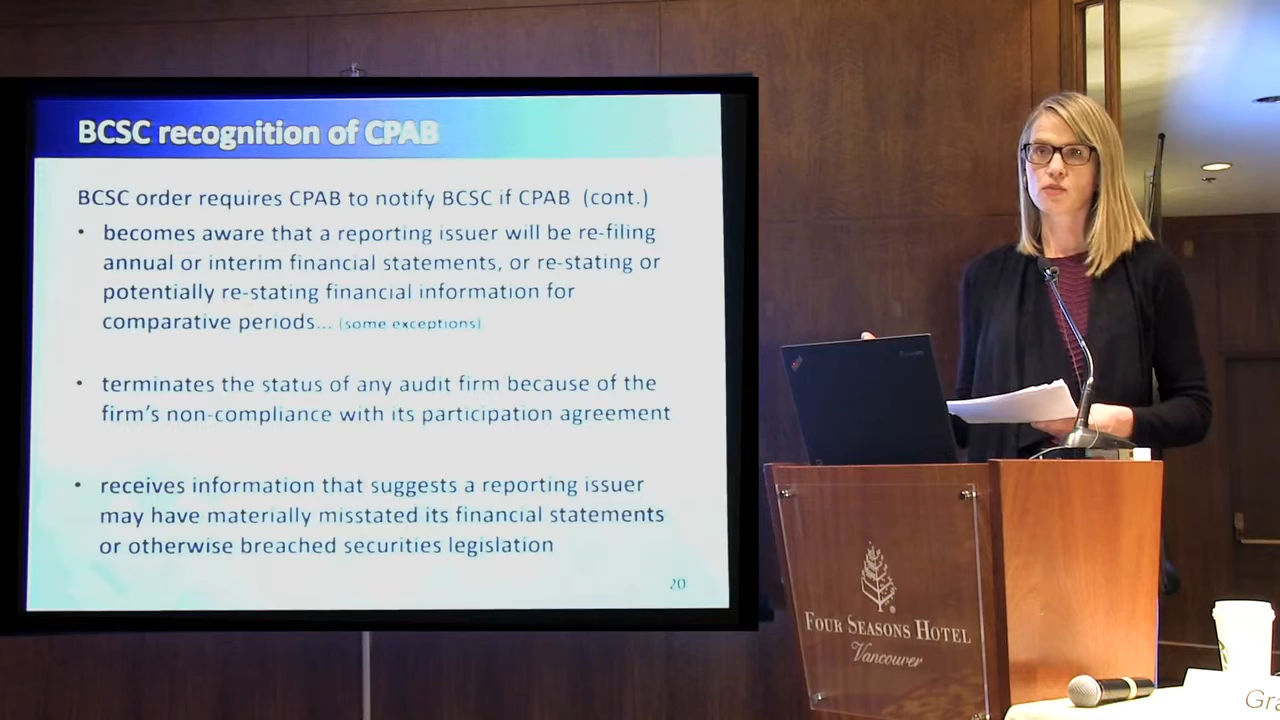 BCSC recognition of CPAB
BCSC order requires CPAB to notify BCSC if CPAB (cont.)
• becomes aware that a reporting issuer will be re-filing
annual or interim financial statements, or re-stating or
potentially re-stating financial information for
comparative periods... (some exceptions)
• terminates the status of any audit firm because of the
firm's non-compliance with its participation agreement
• receives information that suggests a reporting issuer
may have materially misstated its financial statements
or otherwise breached securities legislation
20
FOUR SEASONS HOTEL
Vancouver
Gra